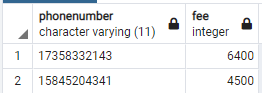 phonenumber fee
character varying (11) integer
1 17358332143 6400
2 15845204341 4500